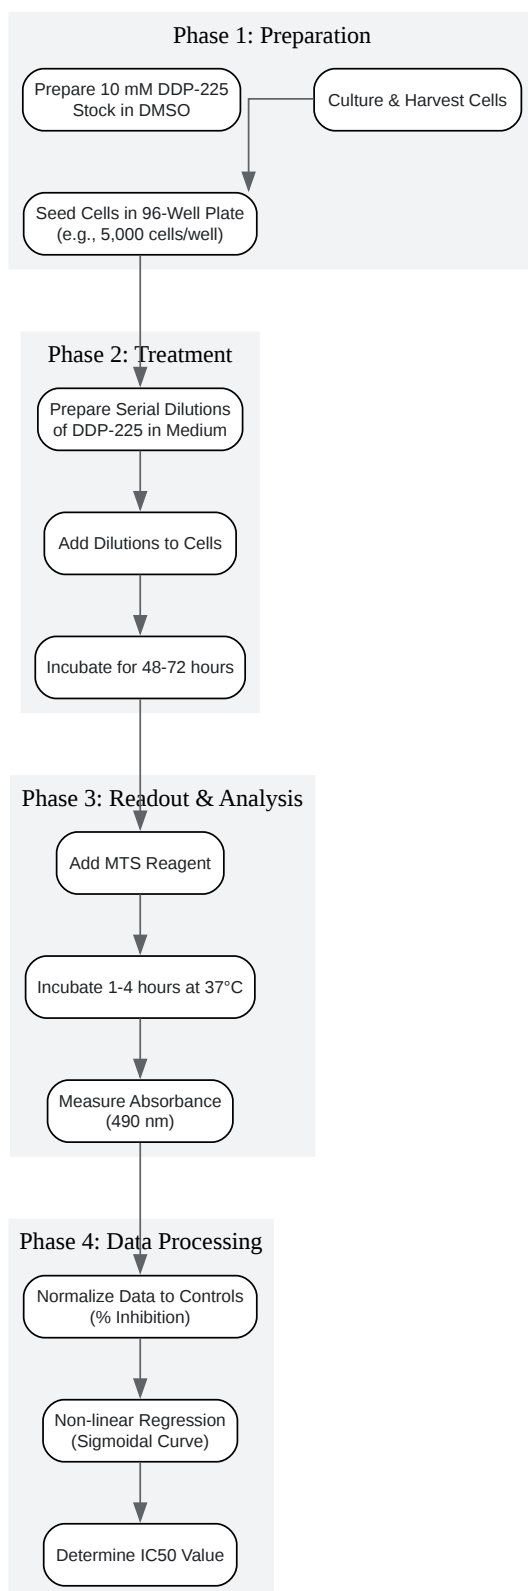 Phase 1: Preparation
Prepare 10 mM DDP-225
Stock in DMSO
Culture & Harvest Cells
Seed Cells in 96-Well Plate
(e.g., 5,000 cells/well)
Phase 2: Treatment
Prepare Serial Dilutions
of DDP-225 in Medium
Add Dilutions to Cells
Incubate for 48-72 hours
Phase 3: Readout & Analysis
Add MTS Reagent
Incubate 1-4 hours at 37°C
Measure Absorbance
(490 nm)
Phase 4: Data Processing
Normalize Data to Controls
(% Inhibition)
Non-linear Regression
(Sigmoidal Curve)
Determine IC50 Value